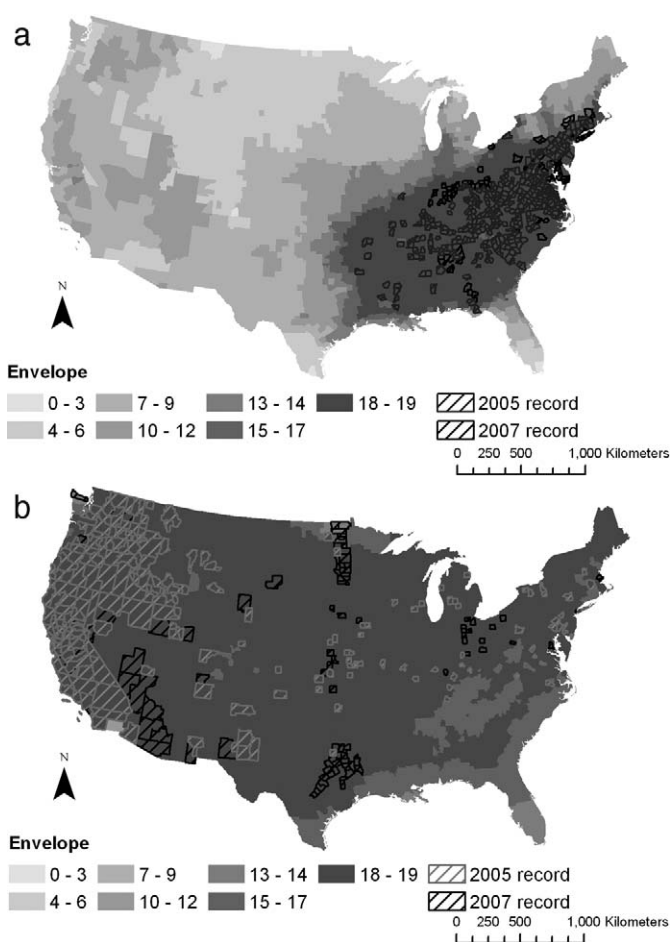 a
N
Envelope
0 - 3 7 - 9 13 - 14 18 - 19 2005 record
4 - 6 10 - 12 15 - 17 2007 record
0 250 500 1,000 Kilometers
b
N
Envelope
0 - 3 7 - 9 13 - 14 18 - 19 2005 record
4 - 6 10 - 12 15 - 17 2007 record
0 250 500 1,000 Kilometers